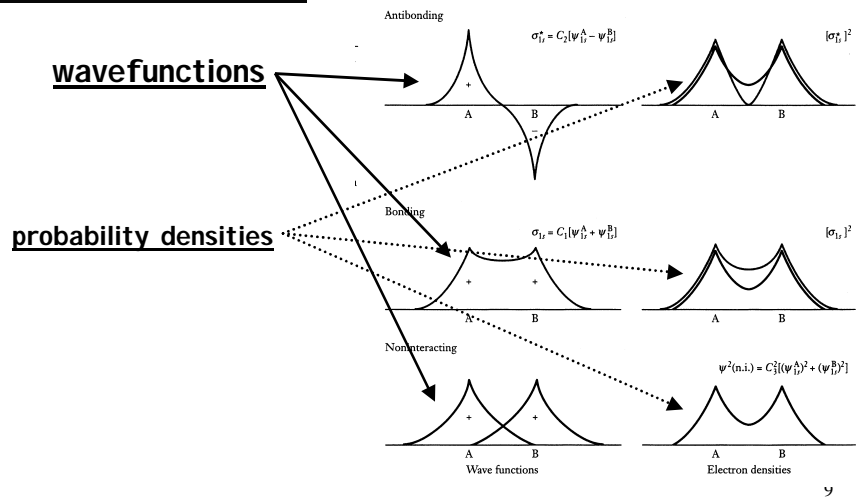 Antibonding
σ*₁ₛ = C₂[ψᴬ₁ₛ − ψᴮ₁ₛ]
[σ*₁ₛ]²
wavefunctions
+
A B
−
A B
Bonding
σ₁ₛ = C₁[ψᴬ₁ₛ + ψᴮ₁ₛ]
[σ₁ₛ]²
probability densities
+ +
A B
A B
Noninteracting
ψ²(n.i.) = C²₃[(ψᴬ₁ₛ)² + (ψᴮ₁ₛ)²]
+ +
A B
A B
Wave functions
Electron densities
9